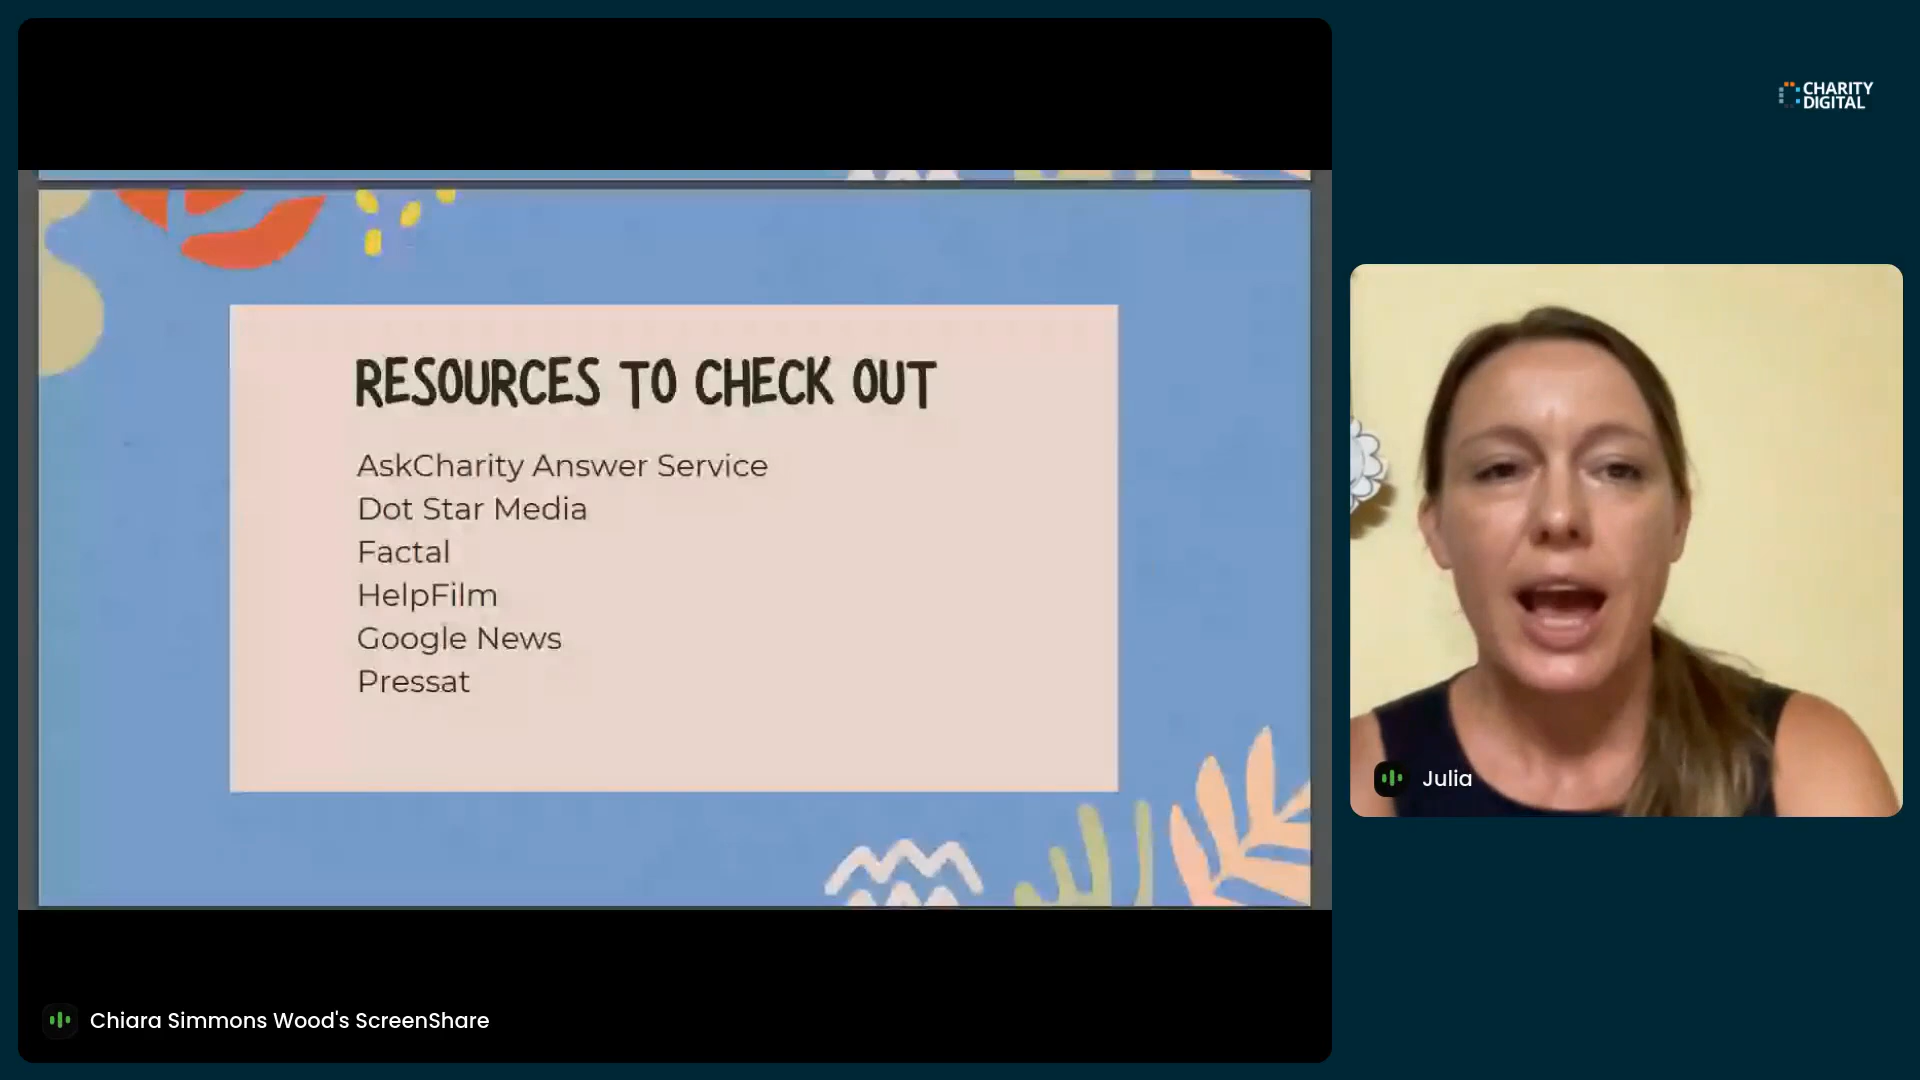 CHARITY
DIGITAL
RESOURCES TO CHECK OUT
AskCharity Answer Service
Dot Star Media
Factal
HelpFilm
Google News
Pressat
Julia
Chiara Simmons Wood's ScreenShare